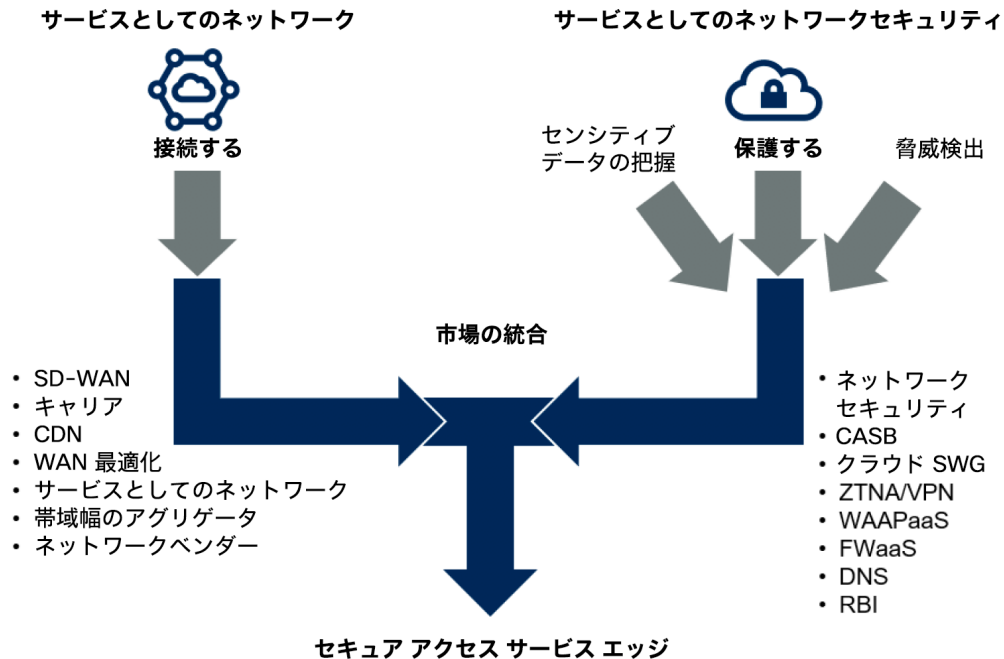 サービスとしてのネットワーク
サービスとしてのネットワークセキュリティ
接続する
センシティブ
データの把握
保護する
脅威検出
市場の統合
• SD-WAN
• キャリア
• CDN
• WAN 最適化
• サービスとしてのネットワーク
• 帯域幅のアグリゲータ
• ネットワークベンダー
• ネットワーク
セキュリティ
• CASB
• クラウド SWG
• ZTNA/VPN
• WAAPaaS
• FWaaS
• DNS
• RBI
セキュア アクセス サービス エッジ